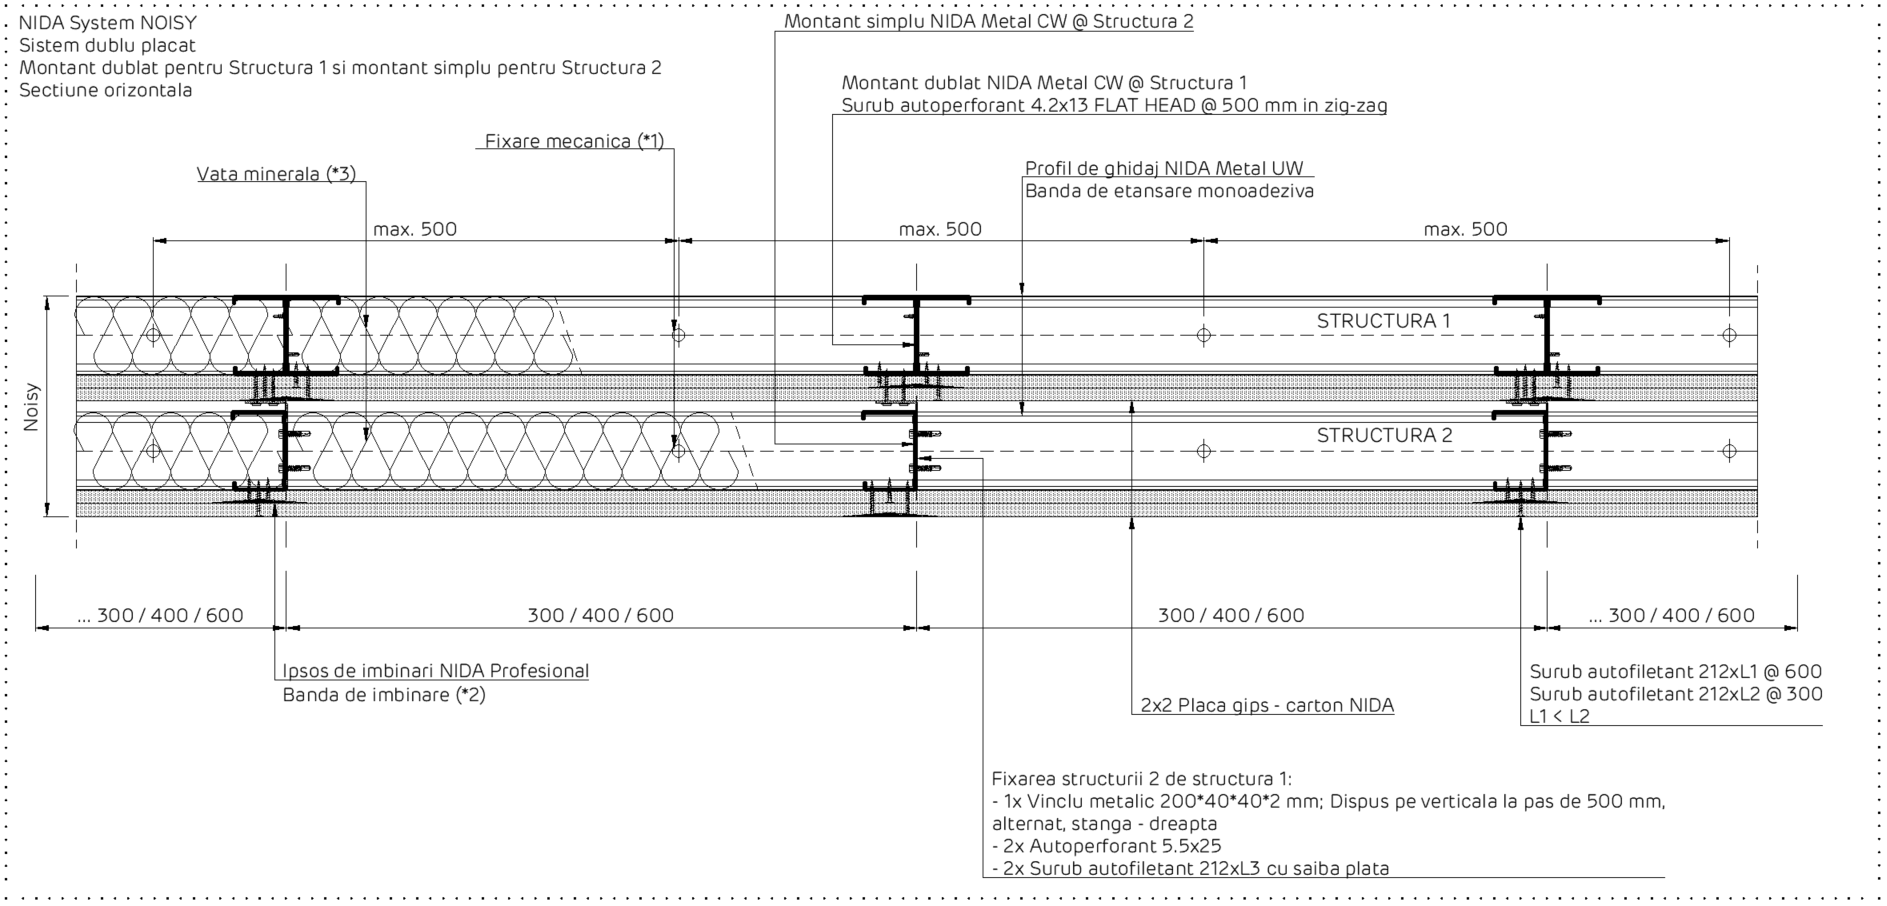 NIDA System NOISY
Sistem dublu placat
Montant dublat pentru Structura 1 si montant simplu pentru Structura 2
Sectiune orizontala
Montant simplu NIDA Metal CW @ Structura 2
Montant dublat NIDA Metal CW @ Structura 1
Surub autoperforant 4.2x13 FLAT HEAD @ 500 mm in zig-zag
Fixare mecanica (*1)
Vata minerala (*3)
Profil de ghidaj NIDA Metal UW
Banda de etansare monoadeziva
max. 500
max. 500
max. 500
STRUCTURA 1
Noisy
STRUCTURA 2
... 300 / 400 / 600
300 / 400 / 600
300 / 400 / 600
... 300 / 400 / 600
Ipsos de imbinari NIDA Profesional
Banda de imbinare (*2)
2x2 Placa gips - carton NIDA
Surub autofiletant 212xL1 @ 600
Surub autofiletant 212xL2 @ 300
L1 < L2
Fixarea structurii 2 de structura 1:
- 1x Vinclu metalic 200*40*40*2 mm; Dispus pe verticala la pas de 500 mm,
alternat, stanga - dreapta
- 2x Autoperforant 5.5x25
- 2x Surub autofiletant 212xL3 cu saiba plata